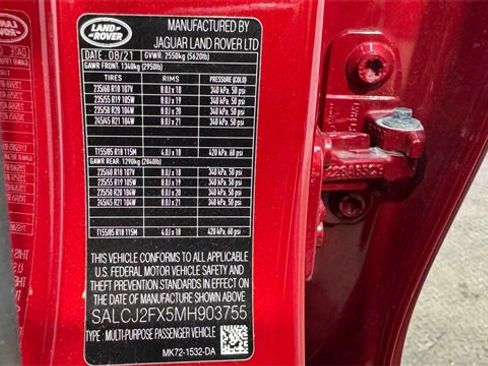 LAND
ROVER
MANUFACTURED BY
JAGUAR LAND ROVER LTD
DATE 08/21 GVWR: 2550kg (5620lb)
GAWR FRONT: 1340kg (2950lb)
TIRES RIMS PRESSURE (COLD)
235/60 R18 107V 8.0J x 18 340 kPa, 50 psi
235/55 R19 105W 8.0J x 19 340 kPa, 50 psi
235/50 R20 104W 8.0J x 20 340 kPa, 50 psi
245/45 R21 104W 8.0J x 21 340 kPa, 50 psi
T155/85 R18 115M 4.0J x 18 420 kPa, 60 psi
GAWR REAR: 1290kg (2840lb)
235/60 R18 107V 8.0J x 18 340 kPa, 50 psi
235/55 R19 105W 8.0J x 19 340 kPa, 50 psi
235/50 R20 104W 8.0J x 20 340 kPa, 50 psi
245/45 R21 104W 8.0J x 21 340 kPa, 50 psi
T155/85 R18 115M 4.0J x 18 420 kPa, 60 psi
THIS VEHICLE CONFORMS TO ALL APPLICABLE
U.S. FEDERAL MOTOR VEHICLE SAFETY AND
THEFT PREVENTION STANDARDS IN EFFECT ON
THE DATE OF MANUFACTURE SHOWN ABOVE
SALCJ2FX5MH903755
TYPE: MULTI-PURPOSE PASSENGER VEHICLE
MK72-1532-DA